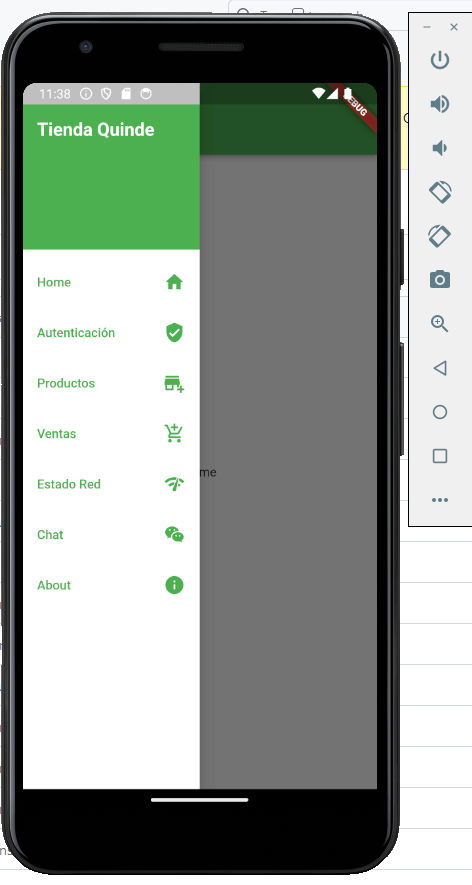 11:38
DEBUG
Tienda Quinde
Home
Autenticación
Productos
Ventas
me
Estado Red
Chat
About